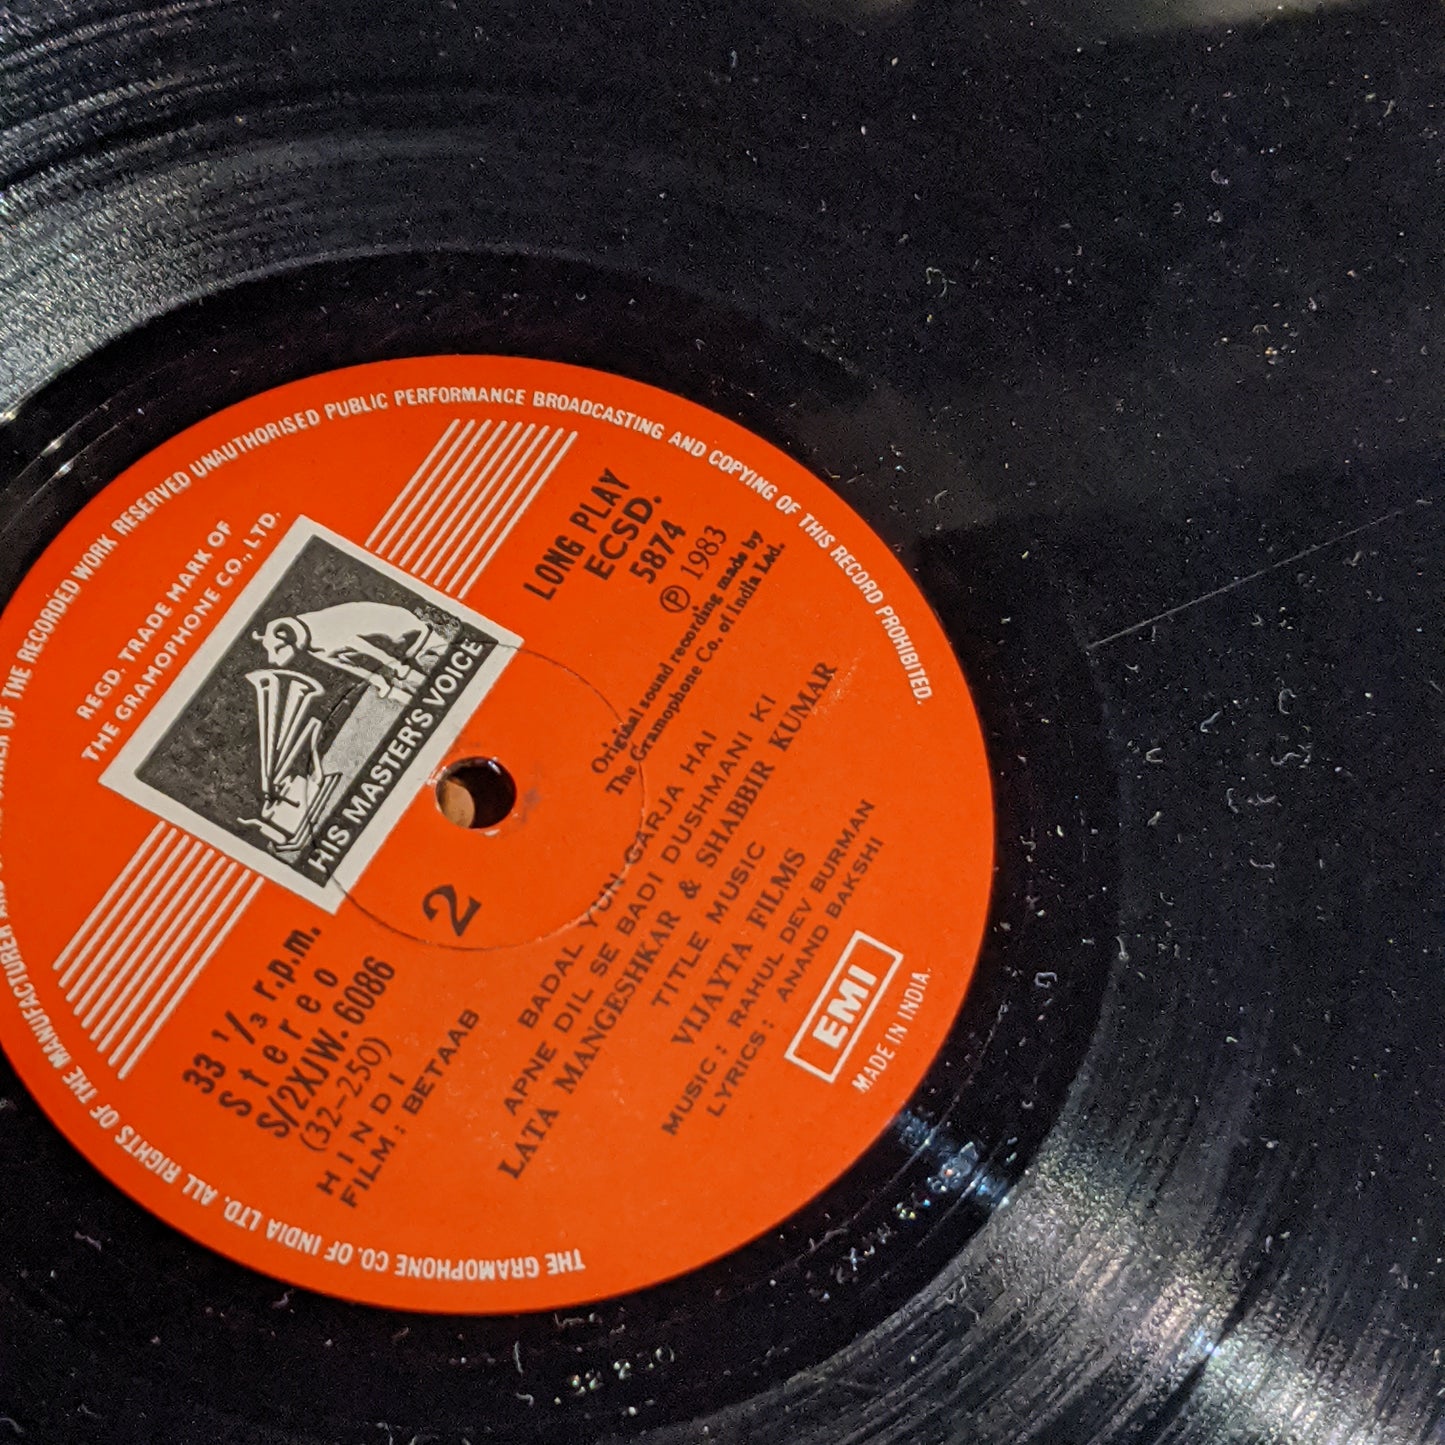 THE GRAMOPHONE CO. OF INDIA LTD. ALL RIGHTS OF THE MANUFACTURER AND OF THE OWNER OF THE RECORDED WORK RESERVED UNAUTHORISED PUBLIC PERFORMANCE BROADCASTING AND COPYING OF THIS RECORD PROHIBITED.
REGD. TRADE MARK OF
THE GRAMOPHONE CO., LTD.
HIS MASTER'S VOICE
LONG PLAY
ECSD.
5874
℗ 1983
Original sound recording made by
The Gramophone Co. of India Ltd.
2
33 ⅓ r.p.m.
Stereo
S/2XJW. 6086
(32-250)
HINDI
FILM: BETAAB
BADAL YUN GARJA HAI
APNE DIL SE BADI DUSHMANI KI
LATA MANGESHKAR & SHABBIR KUMAR
TITLE MUSIC
VIJAYTA FILMS
MUSIC: RAHUL DEV BURMAN
LYRICS: ANAND BAKSHI
EMI
MADE IN INDIA.